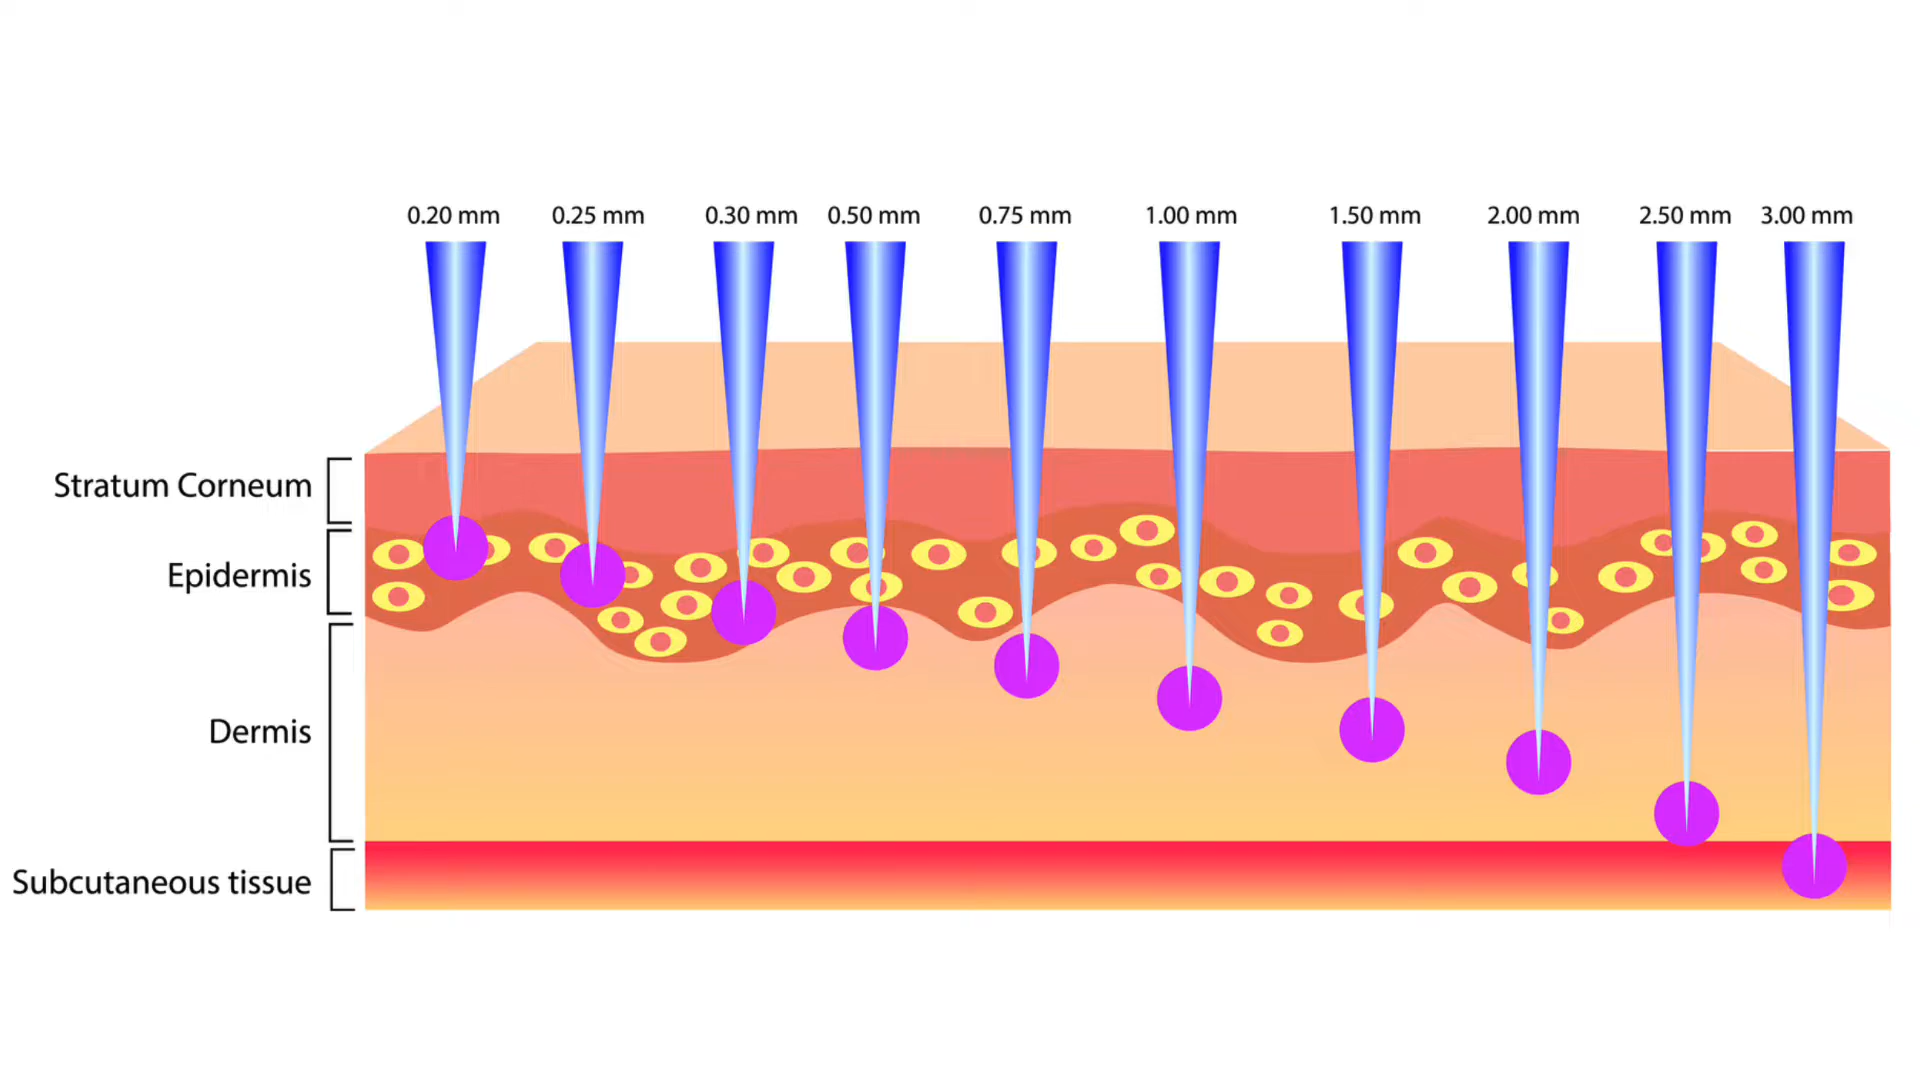 0.20 mm 0.25 mm 0.30 mm 0.50 mm 0.75 mm 1.00 mm 1.50 mm 2.00 mm 2.50 mm 3.00 mm
Stratum Corneum
Epidermis
Dermis
Subcutaneous tissue